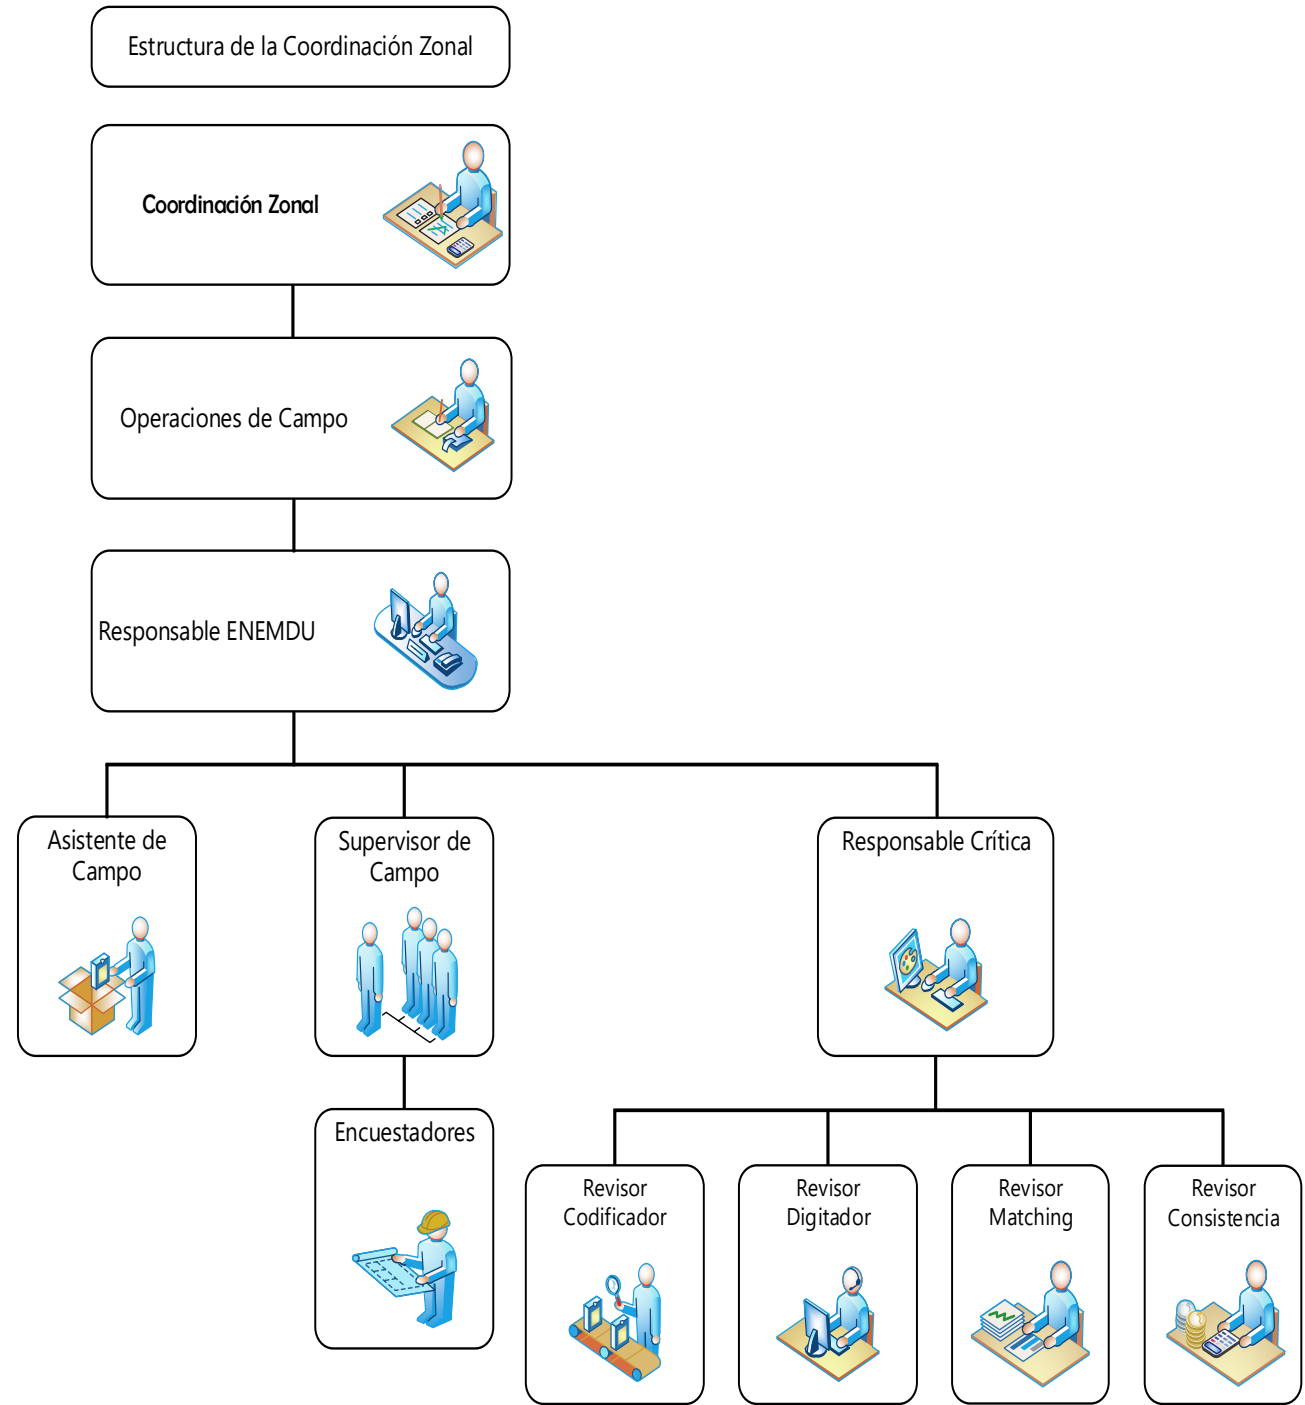 Estructura de la Coordinación Zonal
Coordinación Zonal
Operaciones de Campo
Responsable ENEMDU
Asistente de
Campo
Supervisor de
Campo
Responsable Crítica
Encuestadores
Revisor
Codificador
Revisor
Digitador
Revisor
Matching
Revisor
Consistencia